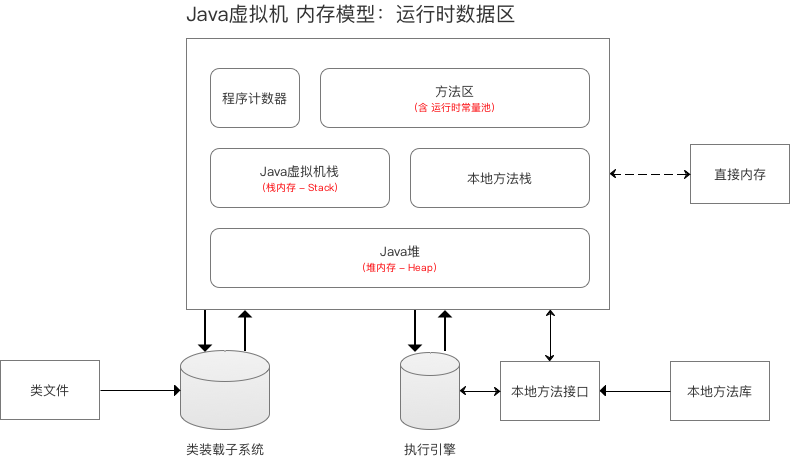 Java虚拟机 内存模型：运行时数据区
程序计数器
方法区
(含 运行时常量池)
Java虚拟机栈
(栈内存 – Stack)
本地方法栈
直接内存
Java堆
(堆内存 – Heap)
类文件
本地方法接口
本地方法库
类装载子系统
执行引擎